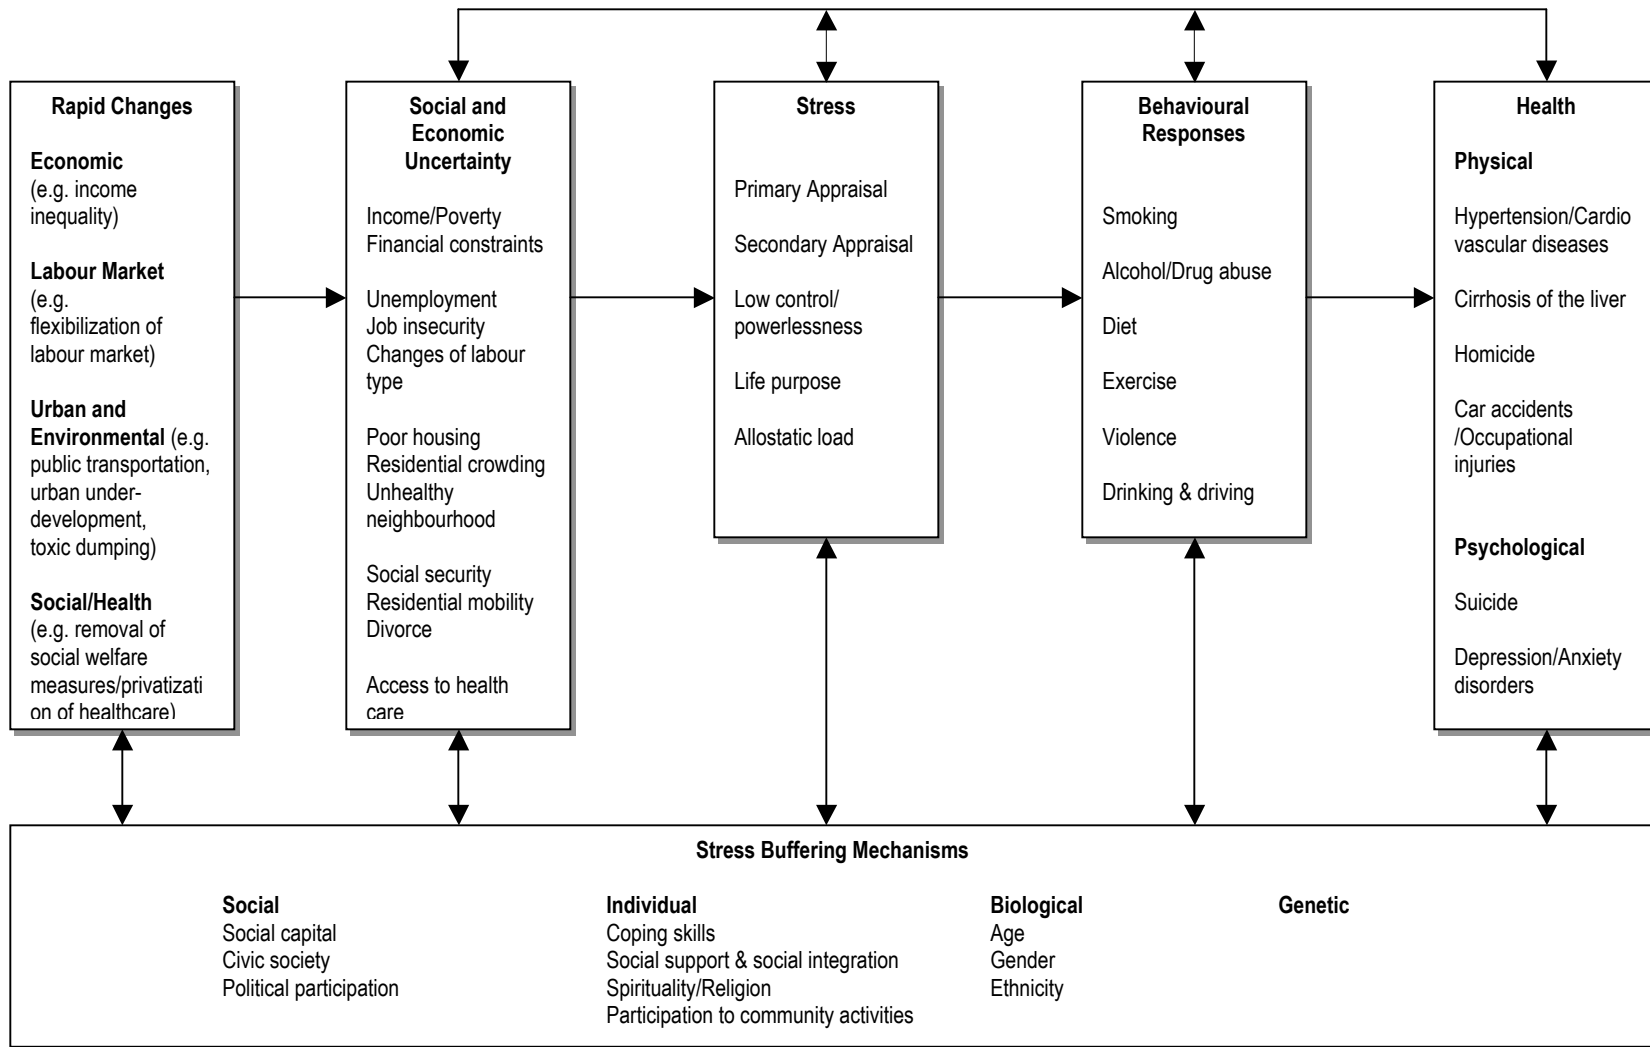 Rapid Changes
Economic
(e.g. income
inequality)
Labour Market
(e.g.
flexibilization of
labour market)
Urban and
Environmental (e.g.
public transportation,
urban under-
development,
toxic dumping)
Social/Health
(e.g. removal of
social welfare
measures/privatizati
on of healthcare)
Social and
Economic
Uncertainty
Income/Poverty
Financial constraints
Unemployment
Job insecurity
Changes of labour
type
Poor housing
Residential crowding
Unhealthy
neighbourhood
Social security
Residential mobility
Divorce
Access to health
care
Stress
Primary Appraisal
Secondary Appraisal
Low control/
powerlessness
Life purpose
Allostatic load
Behavioural
Responses
Smoking
Alcohol/Drug abuse
Diet
Exercise
Violence
Drinking & driving
Health
Physical
Hypertension/Cardio
vascular diseases
Cirrhosis of the liver
Homicide
Car accidents
/Occupational
injuries
Psychological
Suicide
Depression/Anxiety
disorders
Stress Buffering Mechanisms
Social
Social capital
Civic society
Political participation
Individual
Coping skills
Social support & social integration
Spirituality/Religion
Participation to community activities
Biological
Age
Gender
Ethnicity
Genetic